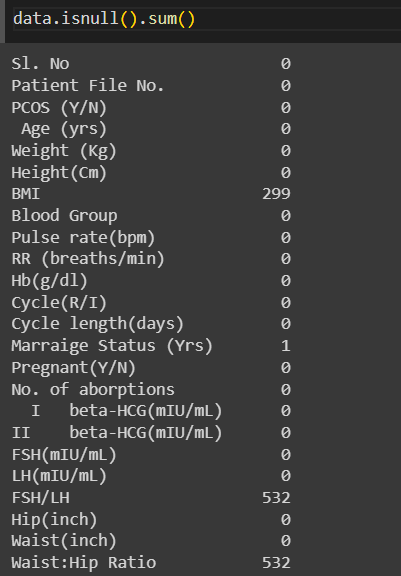 data.isnull().sum()
Sl. No 0
Patient File No. 0
PCOS (Y/N) 0
Age (yrs) 0
Weight (Kg) 0
Height(Cm) 0
BMI 299
Blood Group 0
Pulse rate(bpm) 0
RR (breaths/min) 0
Hb(g/dl) 0
Cycle(R/I) 0
Cycle length(days) 0
Marraige Status (Yrs) 1
Pregnant(Y/N) 0
No. of aborptions 0
I beta-HCG(mIU/mL) 0
II beta-HCG(mIU/mL) 0
FSH(mIU/mL) 0
LH(mIU/mL) 0
FSH/LH 532
Hip(inch) 0
Waist(inch) 0
Waist:Hip Ratio 532